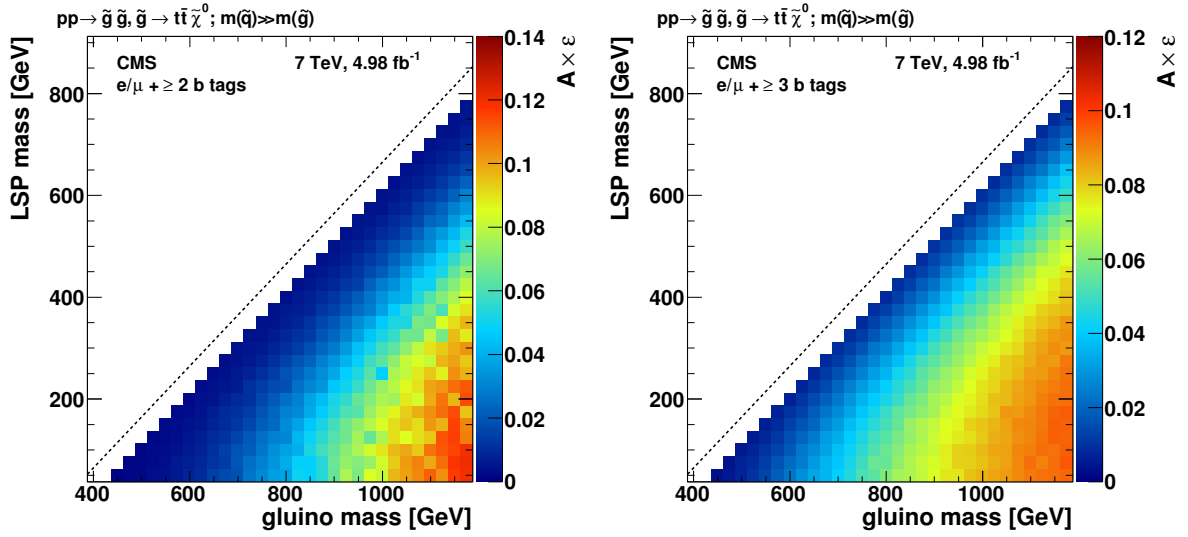 pp→ g̃ g̃, g̃ → tt̄ χ̃⁰; m(q̃)>>m(g̃)
CMS
7 TeV, 4.98 fb⁻¹
e/μ + ≥ 2 b tags
LSP mass [GeV]
800
600
400
200
400
600
800
1000
gluino mass [GeV]
A × ε
0.14
0.12
0.1
0.08
0.06
0.04
0.02
0
pp→ g̃ g̃, g̃ → tt̄ χ̃⁰; m(q̃)>>m(g̃)
CMS
7 TeV, 4.98 fb⁻¹
e/μ + ≥ 3 b tags
LSP mass [GeV]
800
600
400
200
400
600
800
1000
gluino mass [GeV]
A × ε
0.12
0.1
0.08
0.06
0.04
0.02
0